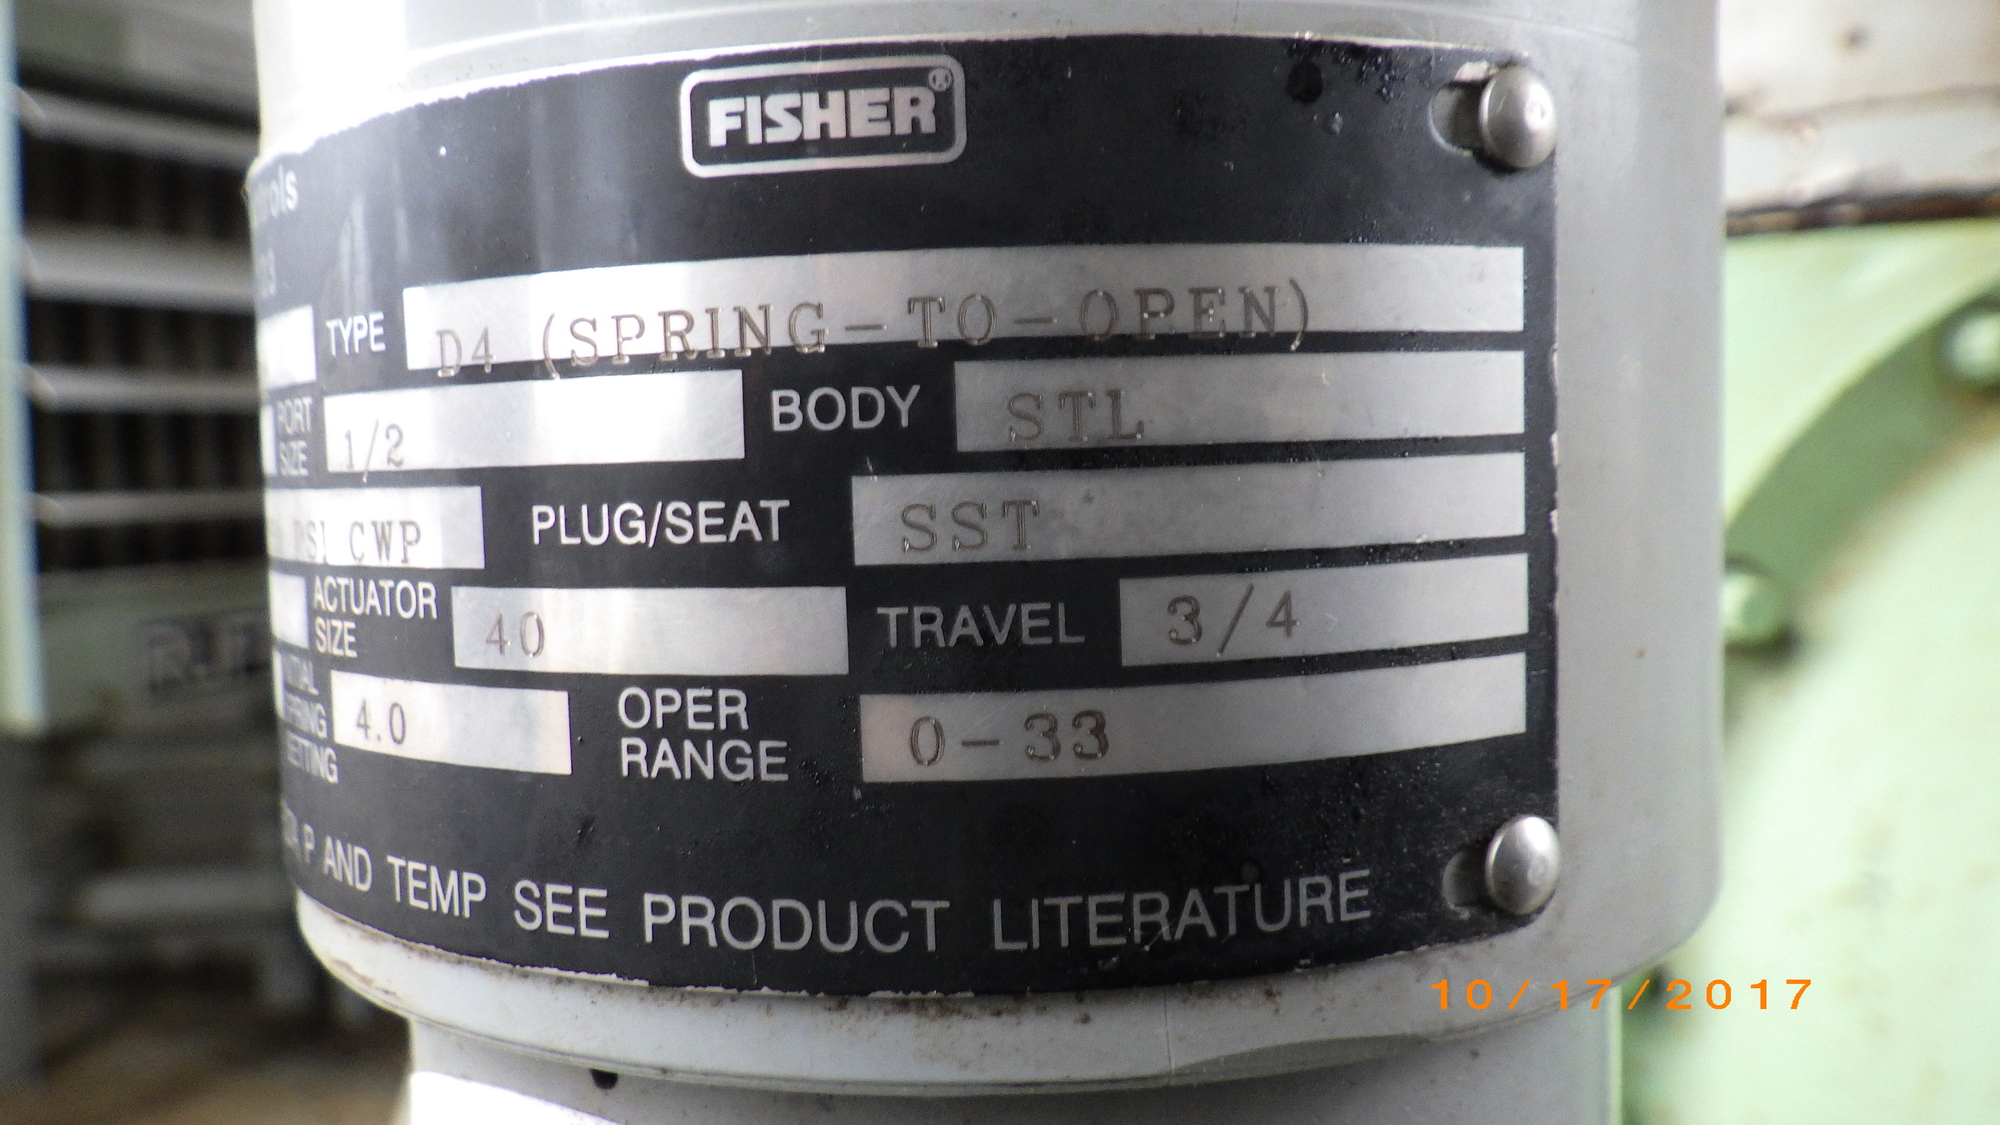 FISHER®
TYPE D4 (SPRING-TO-OPEN)
PORT SIZE 1/2 BODY STL
PSI CWP PLUG/SEAT SST
ACTUATOR SIZE 40 TRAVEL 3/4
4.0 OPER RANGE 0-33
P AND TEMP SEE PRODUCT LITERATURE
10/17/2017